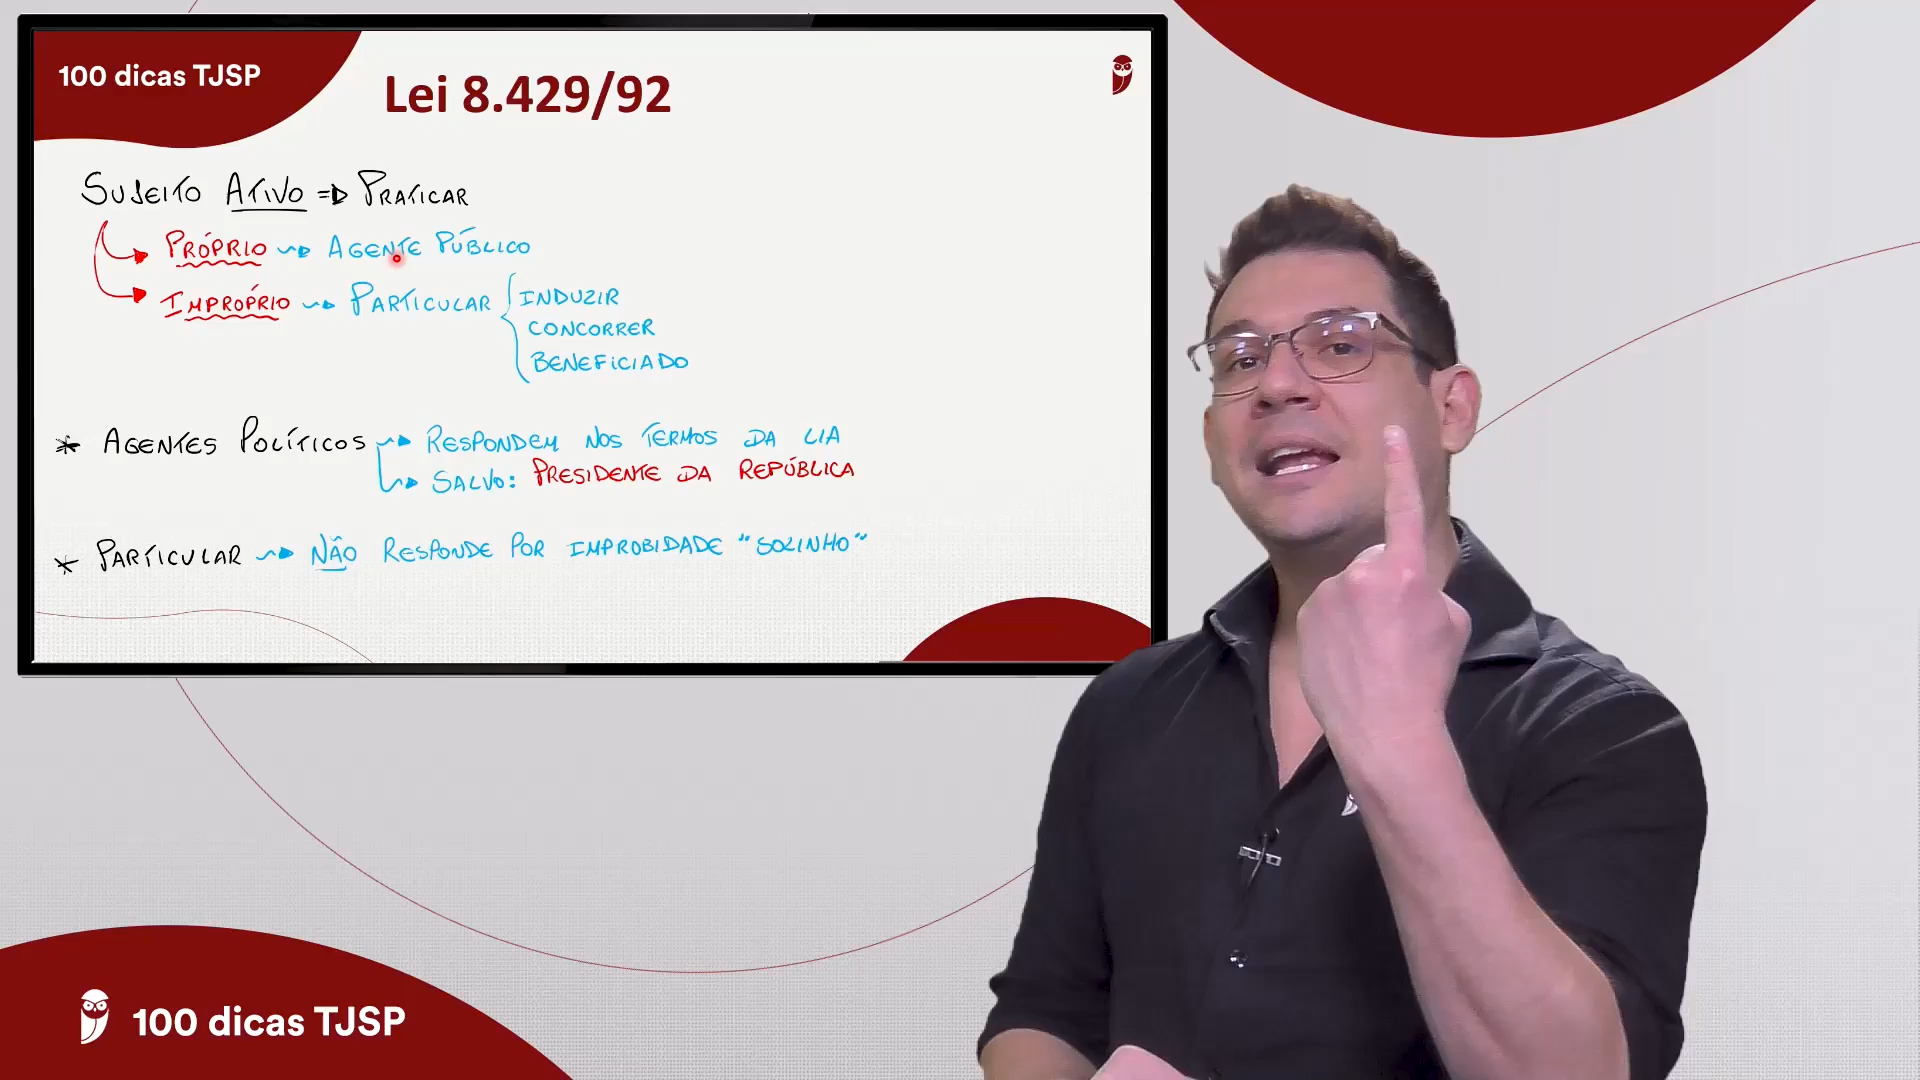 100 dicas TJSP
Lei 8.429/92
SUJEITO ATIVO => PRATICAR
PRÓPRIO → AGENTE PÚBLICO
IMPRÓPRIO → PARTICULAR { INDUZIR
CONCORRER
BENEFICIADO
* AGENTES POLÍTICOS → RESPONDEM NOS TERMOS DA LIA
→ SALVO: PRESIDENTE DA REPÚBLICA
* PARTICULAR → NÃO RESPONDE POR IMPROBIDADE "SOZINHO"
100 dicas TJSP